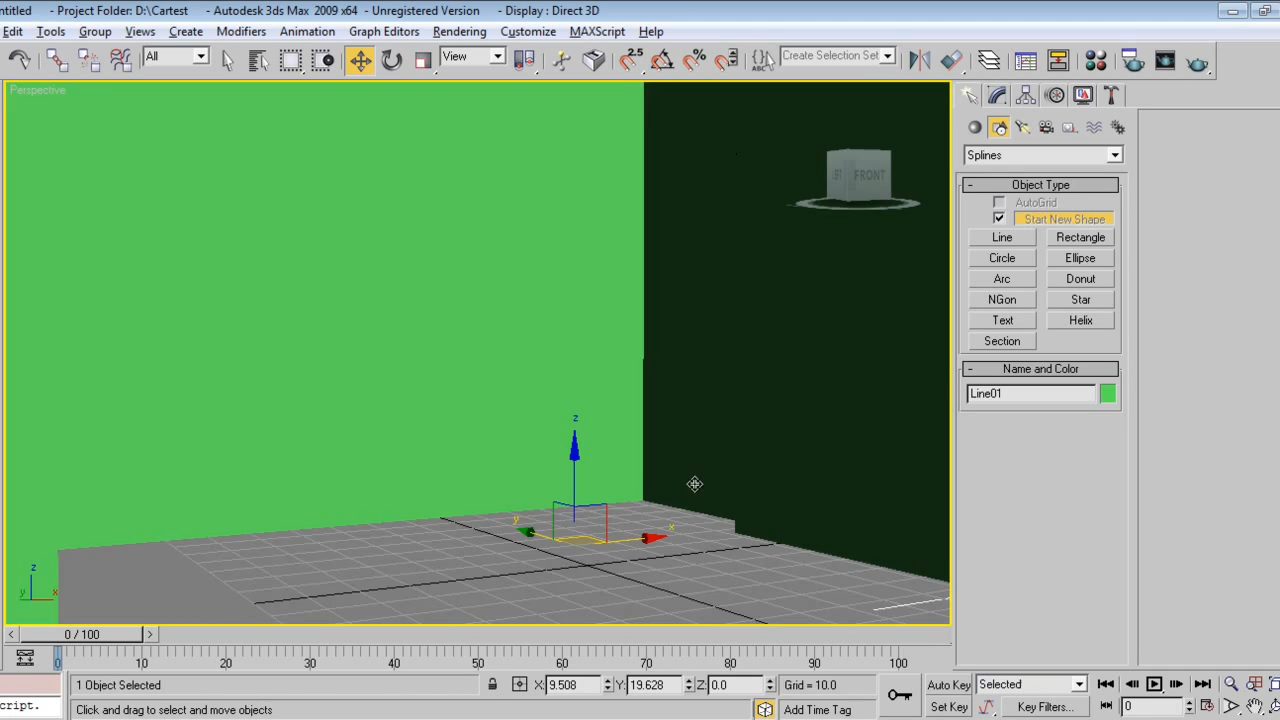 ntitled - Project Folder: D:\Cartest - Autodesk 3ds Max 2009 x64 - Unregistered Version - Display : Direct 3D
Edit Tools Group Views Create Modifiers Animation Graph Editors Rendering Customize MAXScript Help
All View 2.5 ABC Create Selection Set
Perspective
FRONT
Splines
- Object Type
AutoGrid
Start New Shape
Line Rectangle
Circle Ellipse
Arc Donut
NGon Star
Text Helix
Section
- Name and Color
Line01
z
y x
z
y x
< 0 / 100 >
0 10 20 30 40 50 60 70 80 90 100
1 Object Selected X: 9.508 Y: 19.628 Z: 0.0 Grid = 10.0 Auto Key Selected
cript. Click and drag to select and move objects Add Time Tag Set Key Key Filters... 0